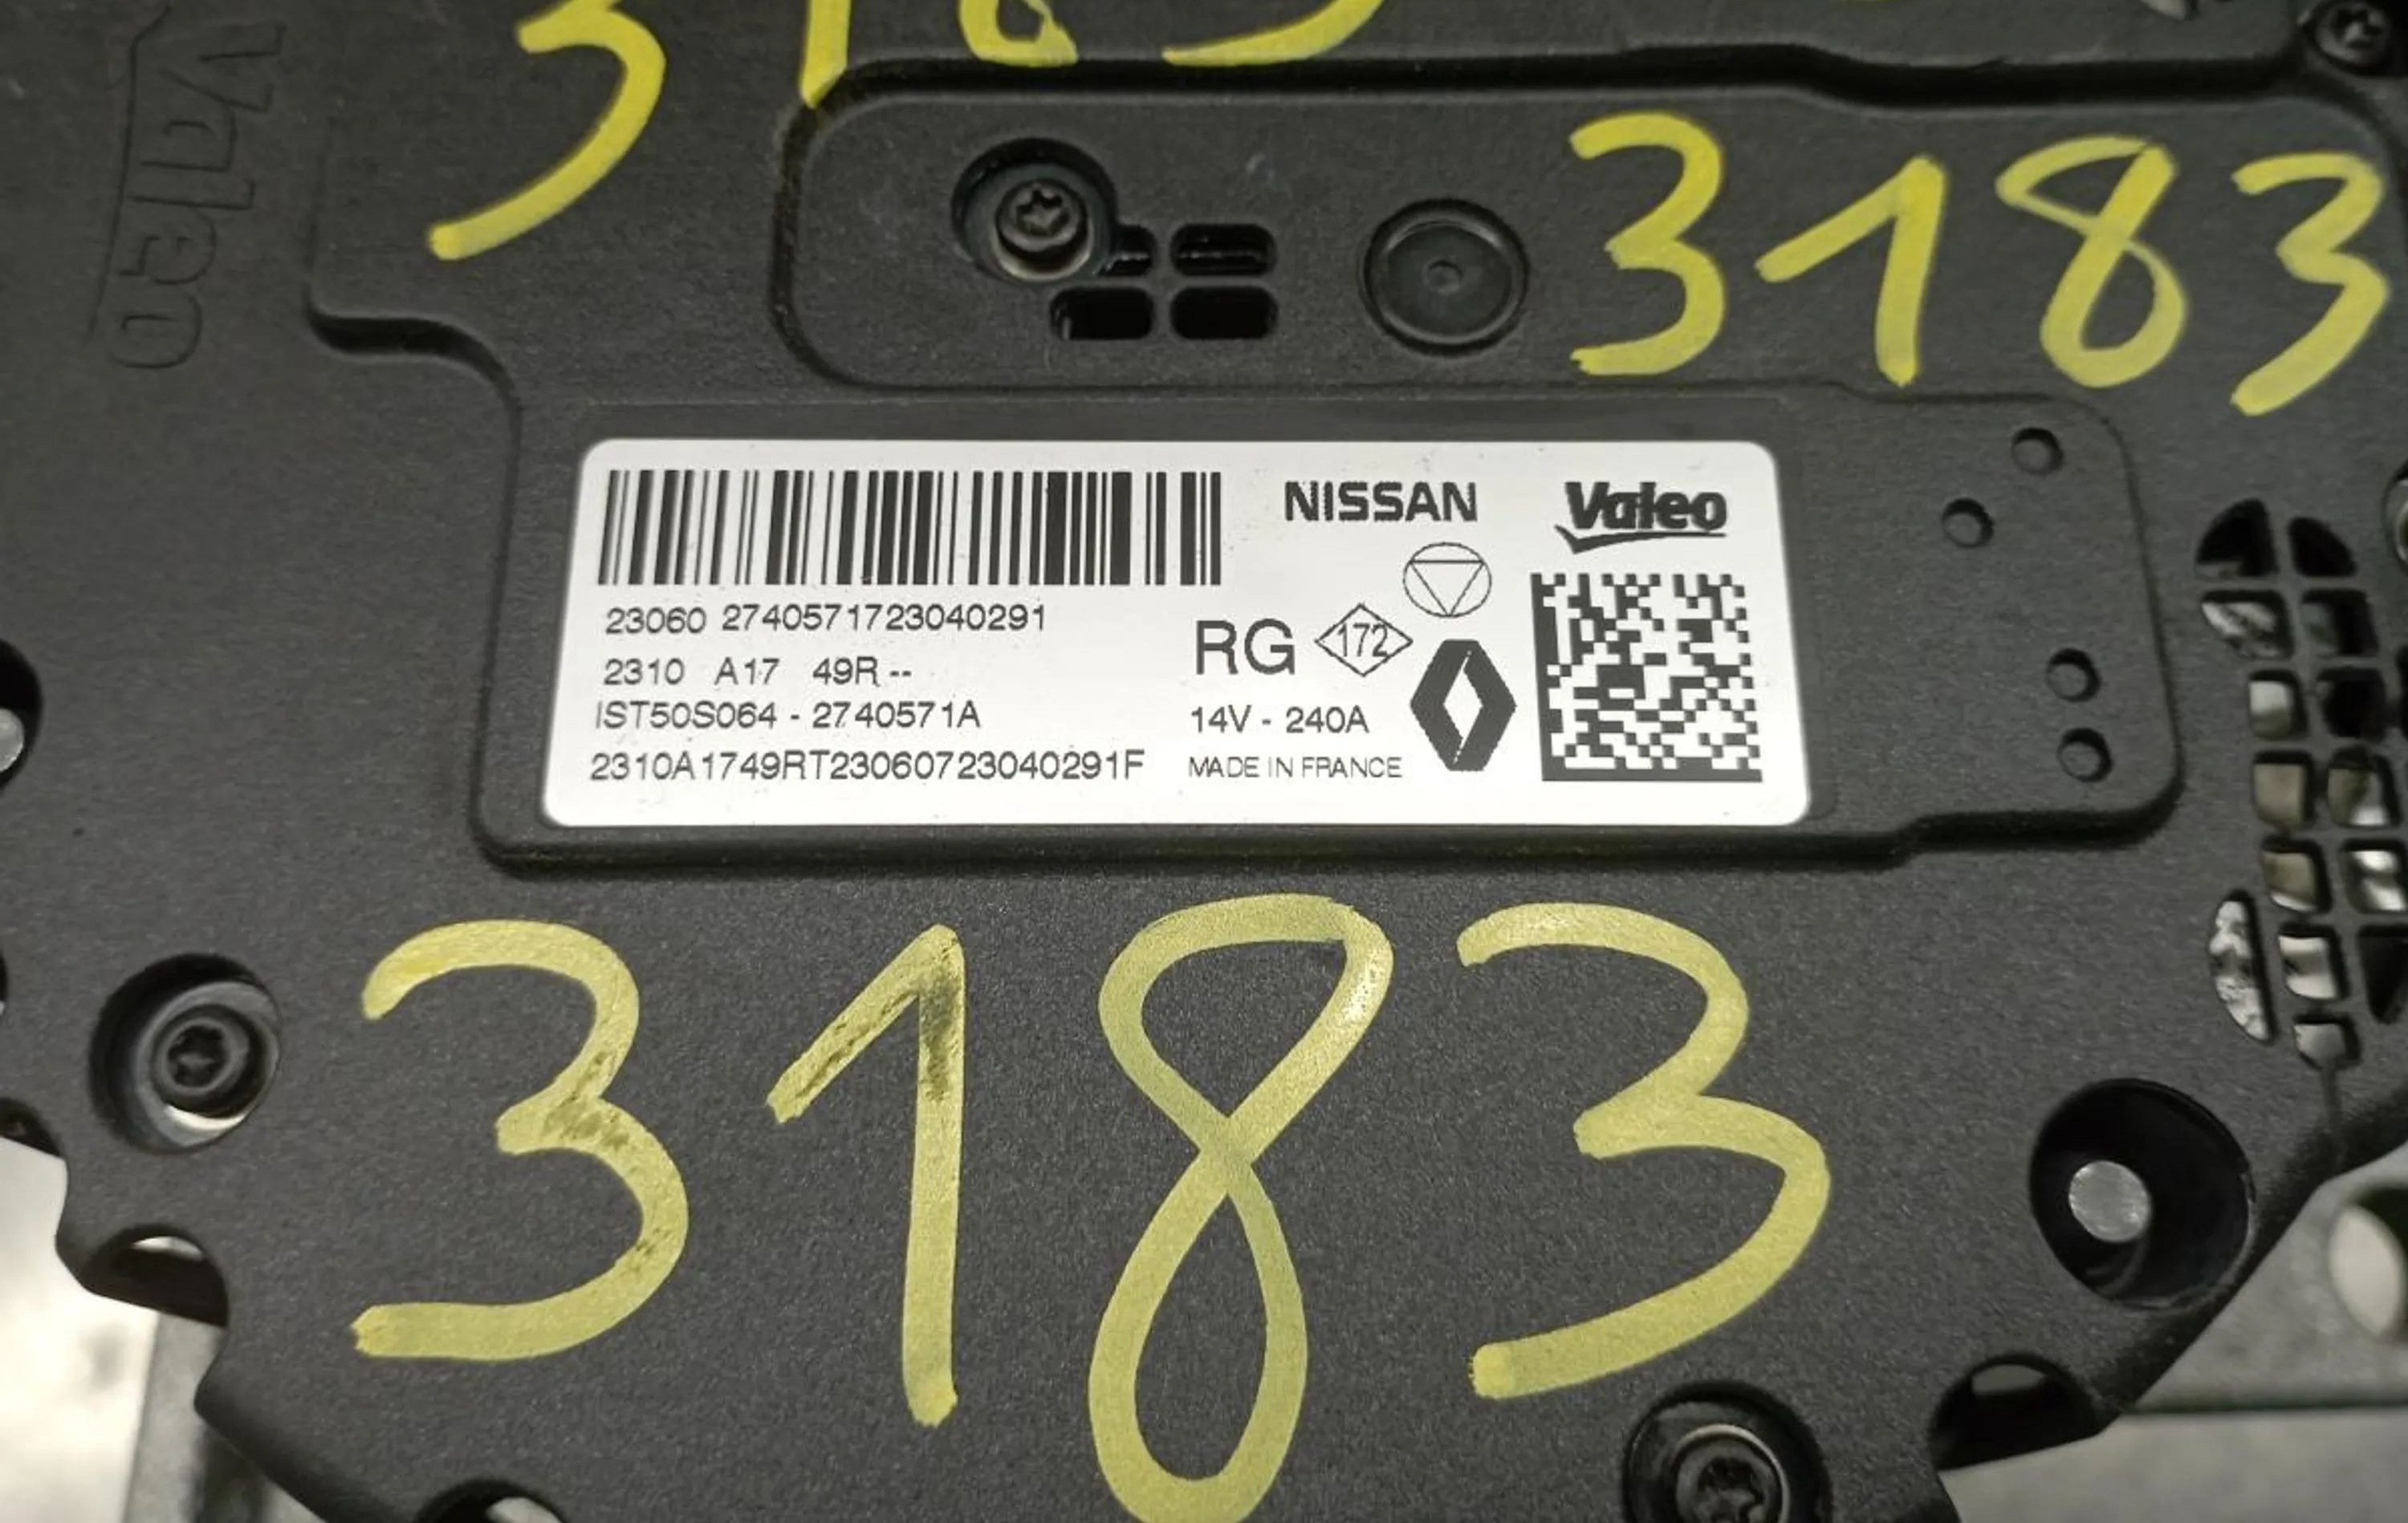 3183
Valeo
3183
NISSAN Valeo
23060 2740571723040291
2310 A17 49R --
RG 172
IST50S064 - 2740571A
14V - 240A
2310A1749RT23060723040291F
MADE IN FRANCE
3183